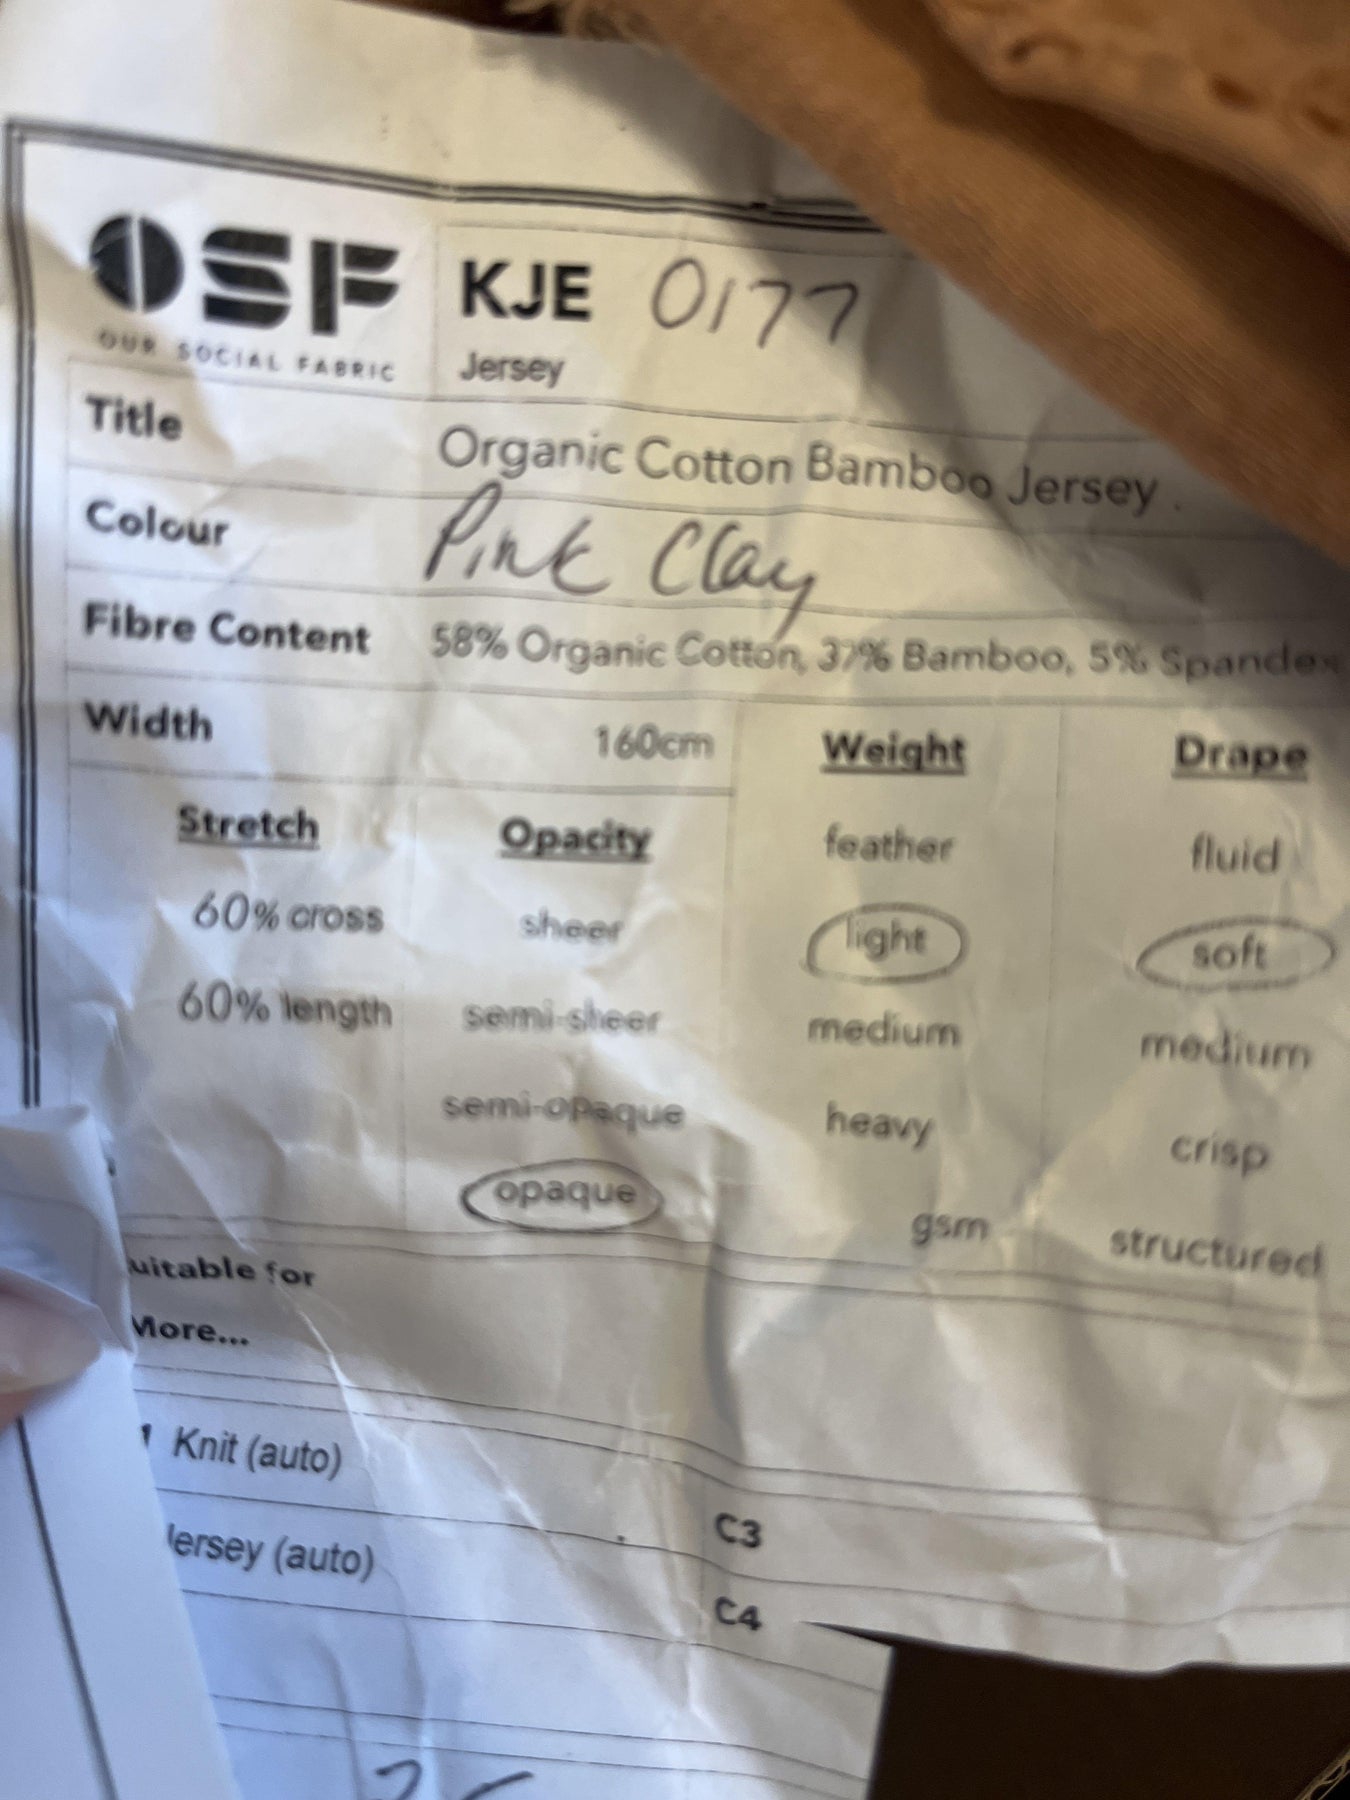 OSF
OUR SOCIAL FABRIC
KJE 0177
Jersey
Title Organic Cotton Bamboo Jersey
Colour Pink Clay
Fibre Content 58% Organic Cotton, 37% Bamboo, 5% Spandex
Width 160cm
Stretch
60% cross
60% length
Opacity
sheer
semi-sheer
semi-opaque
opaque
Weight
feather
light
medium
heavy
gsm
Drape
fluid
soft
medium
crisp
structured
uitable for
More...
Knit (auto)
C3
Jersey (auto)
C4